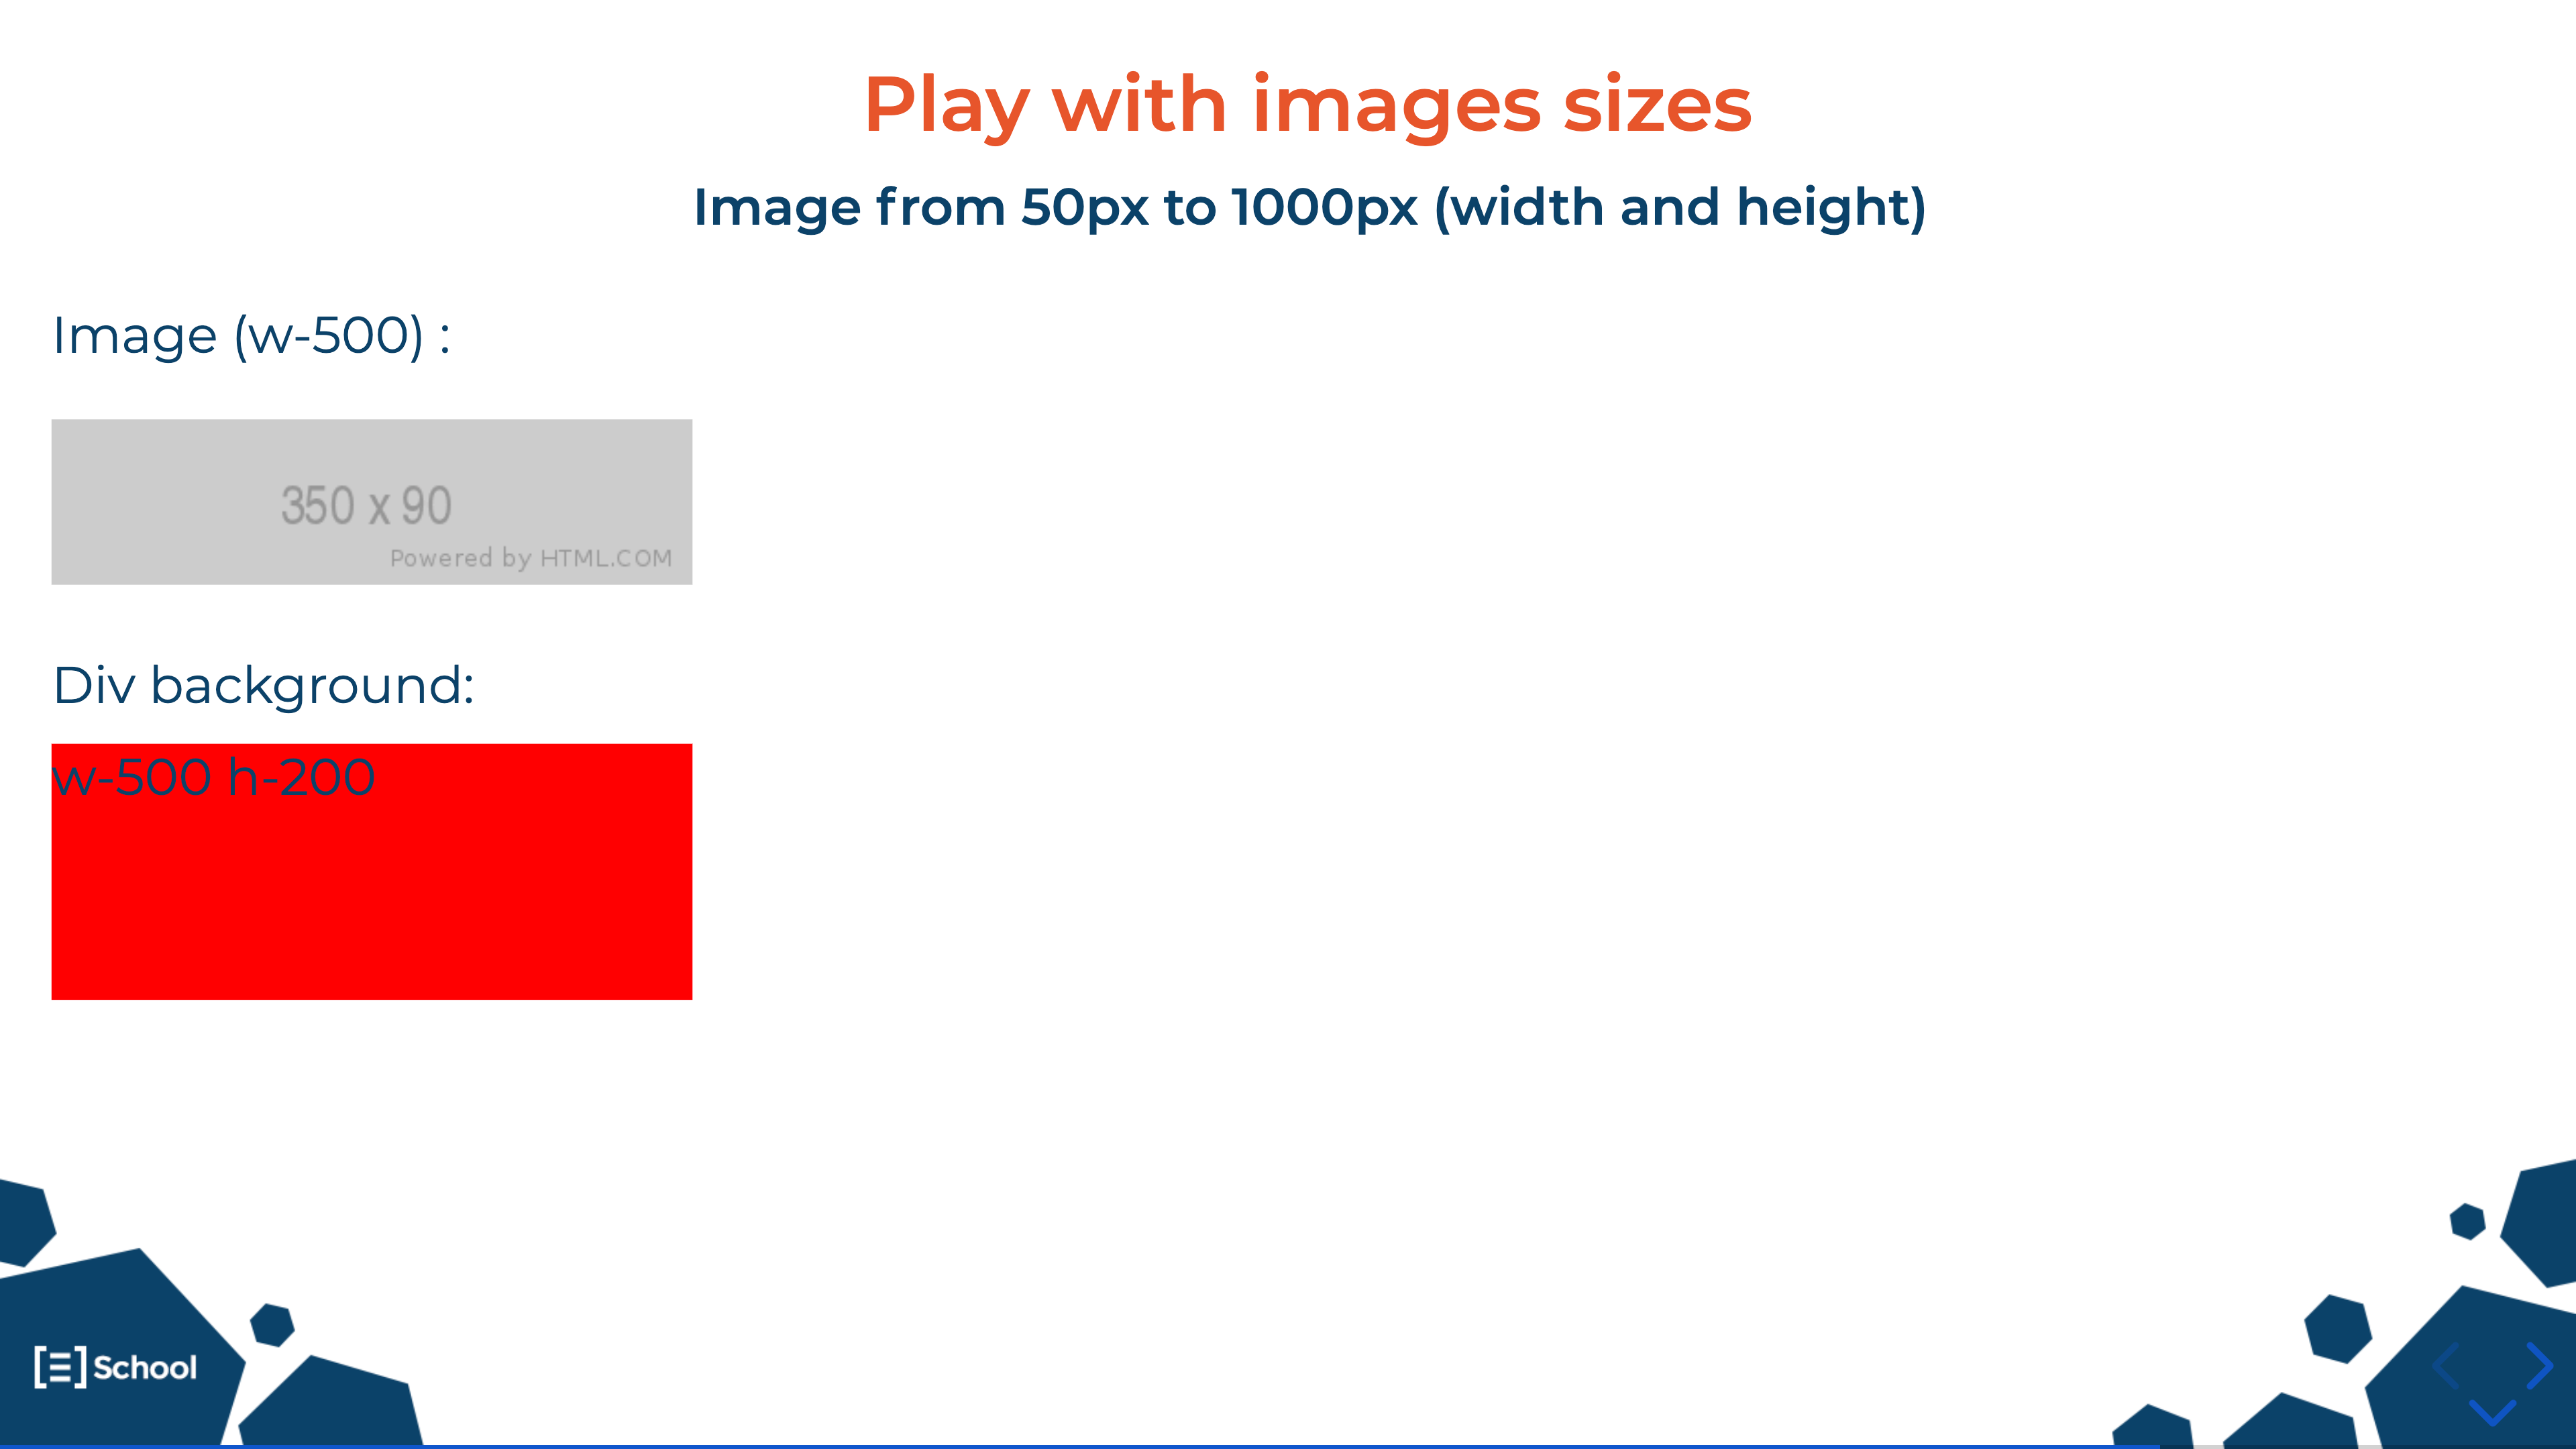 Play with images sizes
Image from 50px to 1000px (width and height)
Image (w-500) :
350 x 90
Powered by HTML.COM
Div background:
w-500 h-200
[Ξ] School